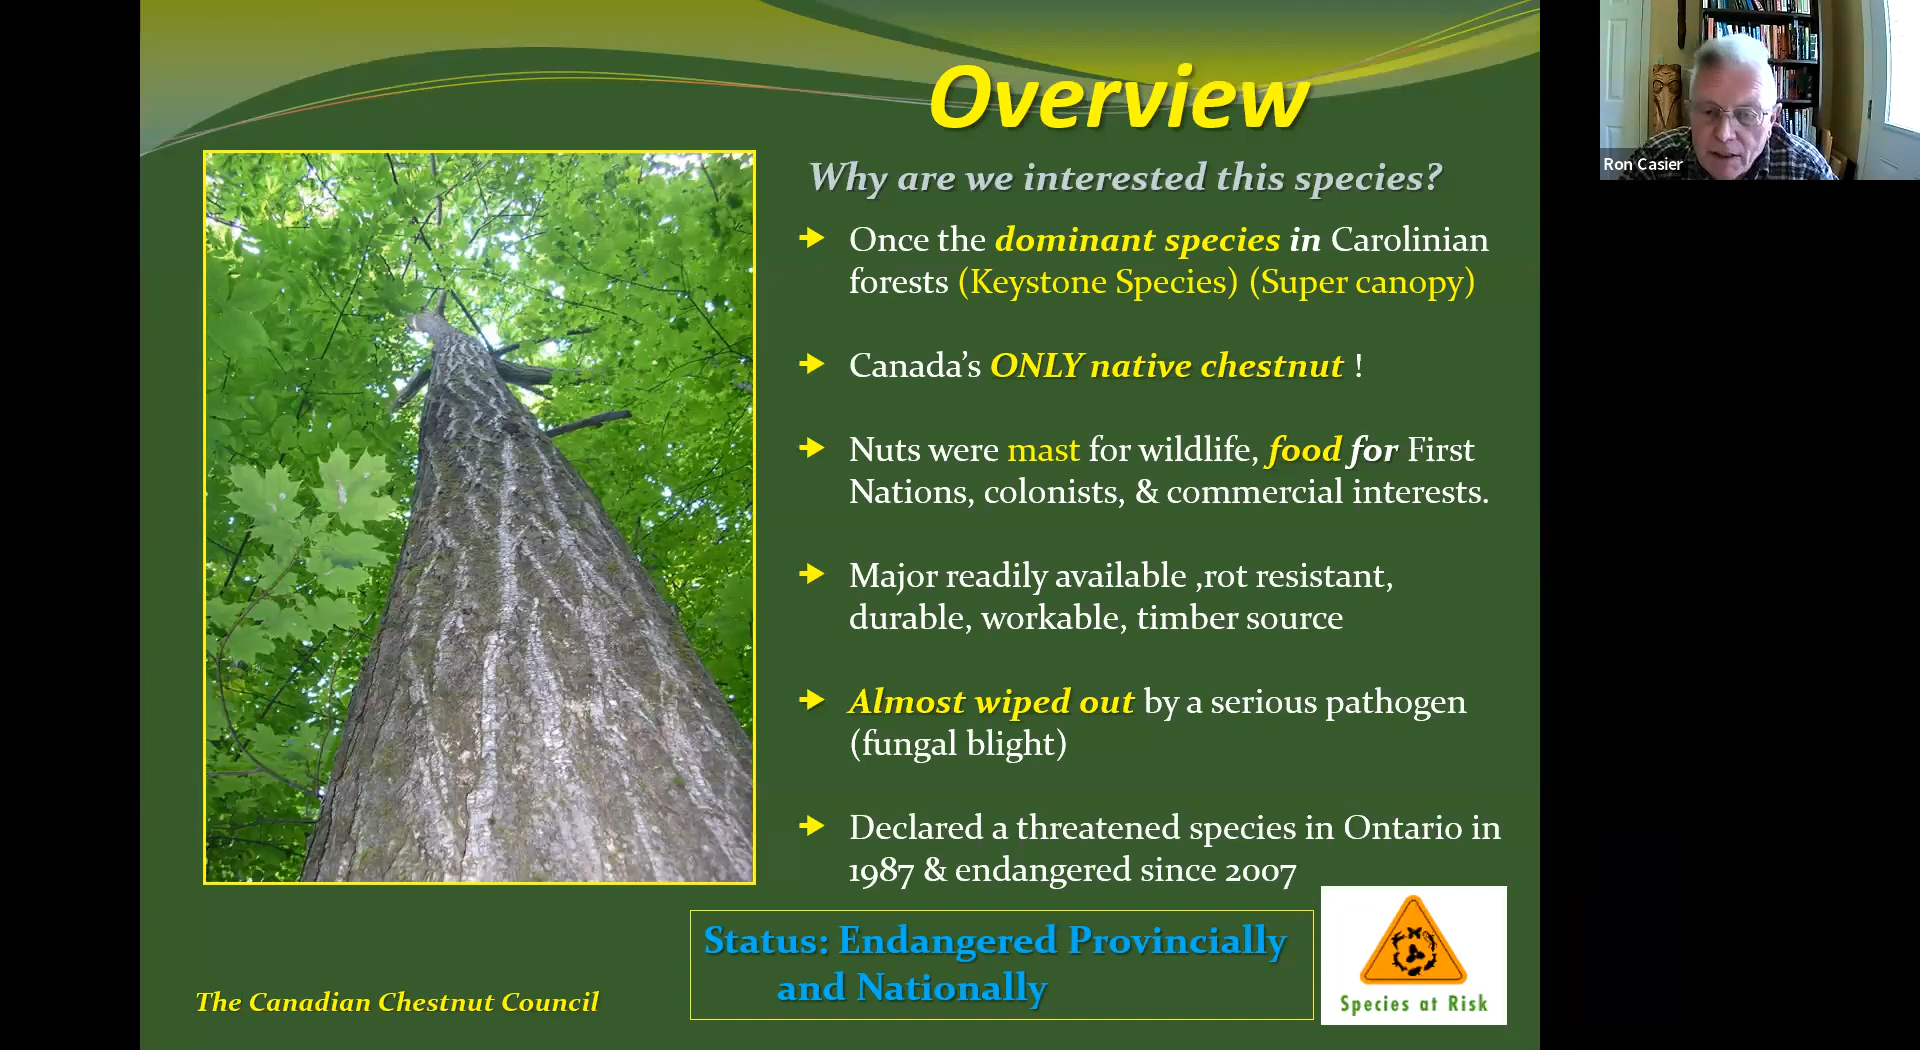 Overview
Why are we interested this species?
Once the dominant species in Carolinian
forests (Keystone Species) (Super canopy)
Canada's ONLY native chestnut !
Nuts were mast for wildlife, food for First
Nations, colonists, & commercial interests.
Major readily available ,rot resistant,
durable, workable, timber source
Almost wiped out by a serious pathogen
(fungal blight)
Declared a threatened species in Ontario in
1987 & endangered since 2007
Status: Endangered Provincially
and Nationally
The Canadian Chestnut Council
Species at Risk
Ron Casier